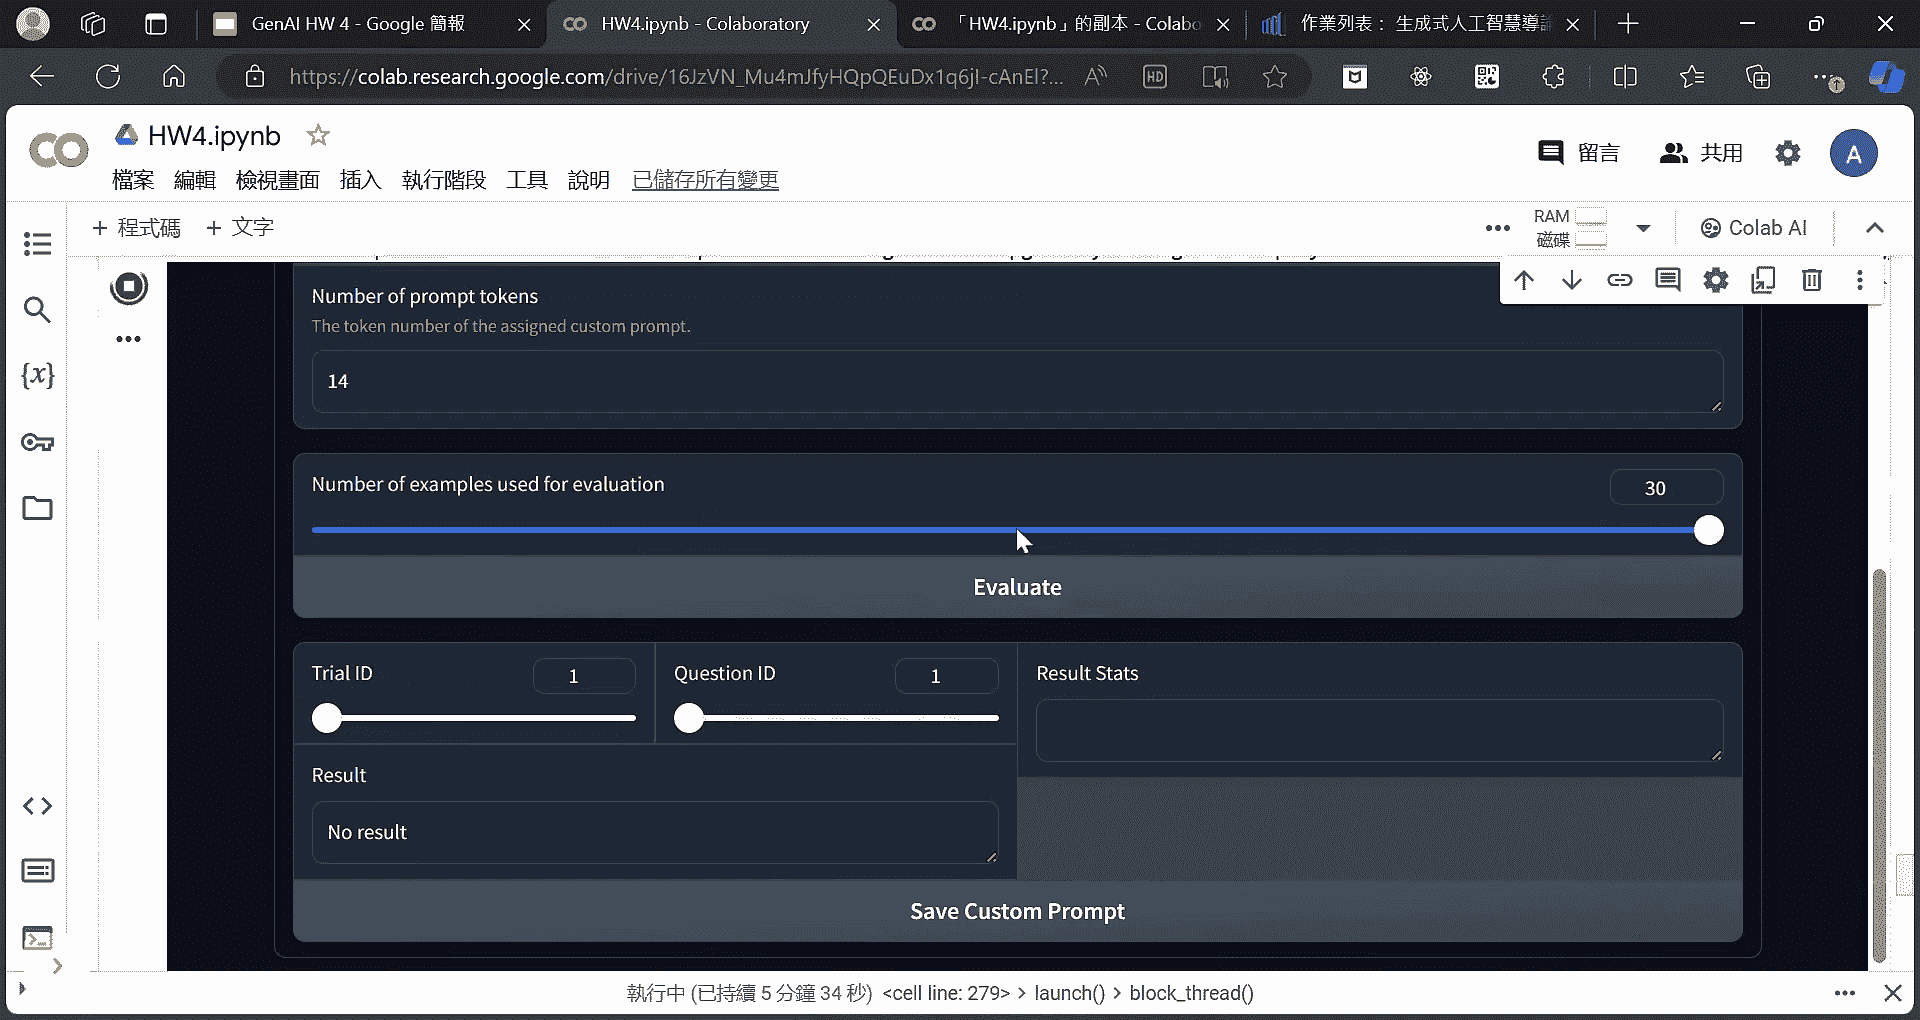 GenAI HW 4 - Google 簡報
HW4.ipynb - Colaboratory
「HW4.ipynb」的副本 - Colabo
作業列表： 生成式人工智慧導論
https://colab.research.google.com/drive/16JzVN_Mu4mJfyHQpQEuDx1q6jI-cAnEl?...
HD
CO
HW4.ipynb
留言
共用
A
檔案 編輯 檢視畫面 插入 執行階段 工具 說明 已儲存所有變更
+ 程式碼 + 文字
RAM
磁碟
Colab AI
Number of prompt tokens
The token number of the assigned custom prompt.
14
Number of examples used for evaluation
30
Evaluate
Trial ID
1
Question ID
1
Result Stats
Result
No result
Save Custom Prompt
執行中 (已持續 5 分鐘 34 秒) <cell line: 279> > launch() > block_thread()